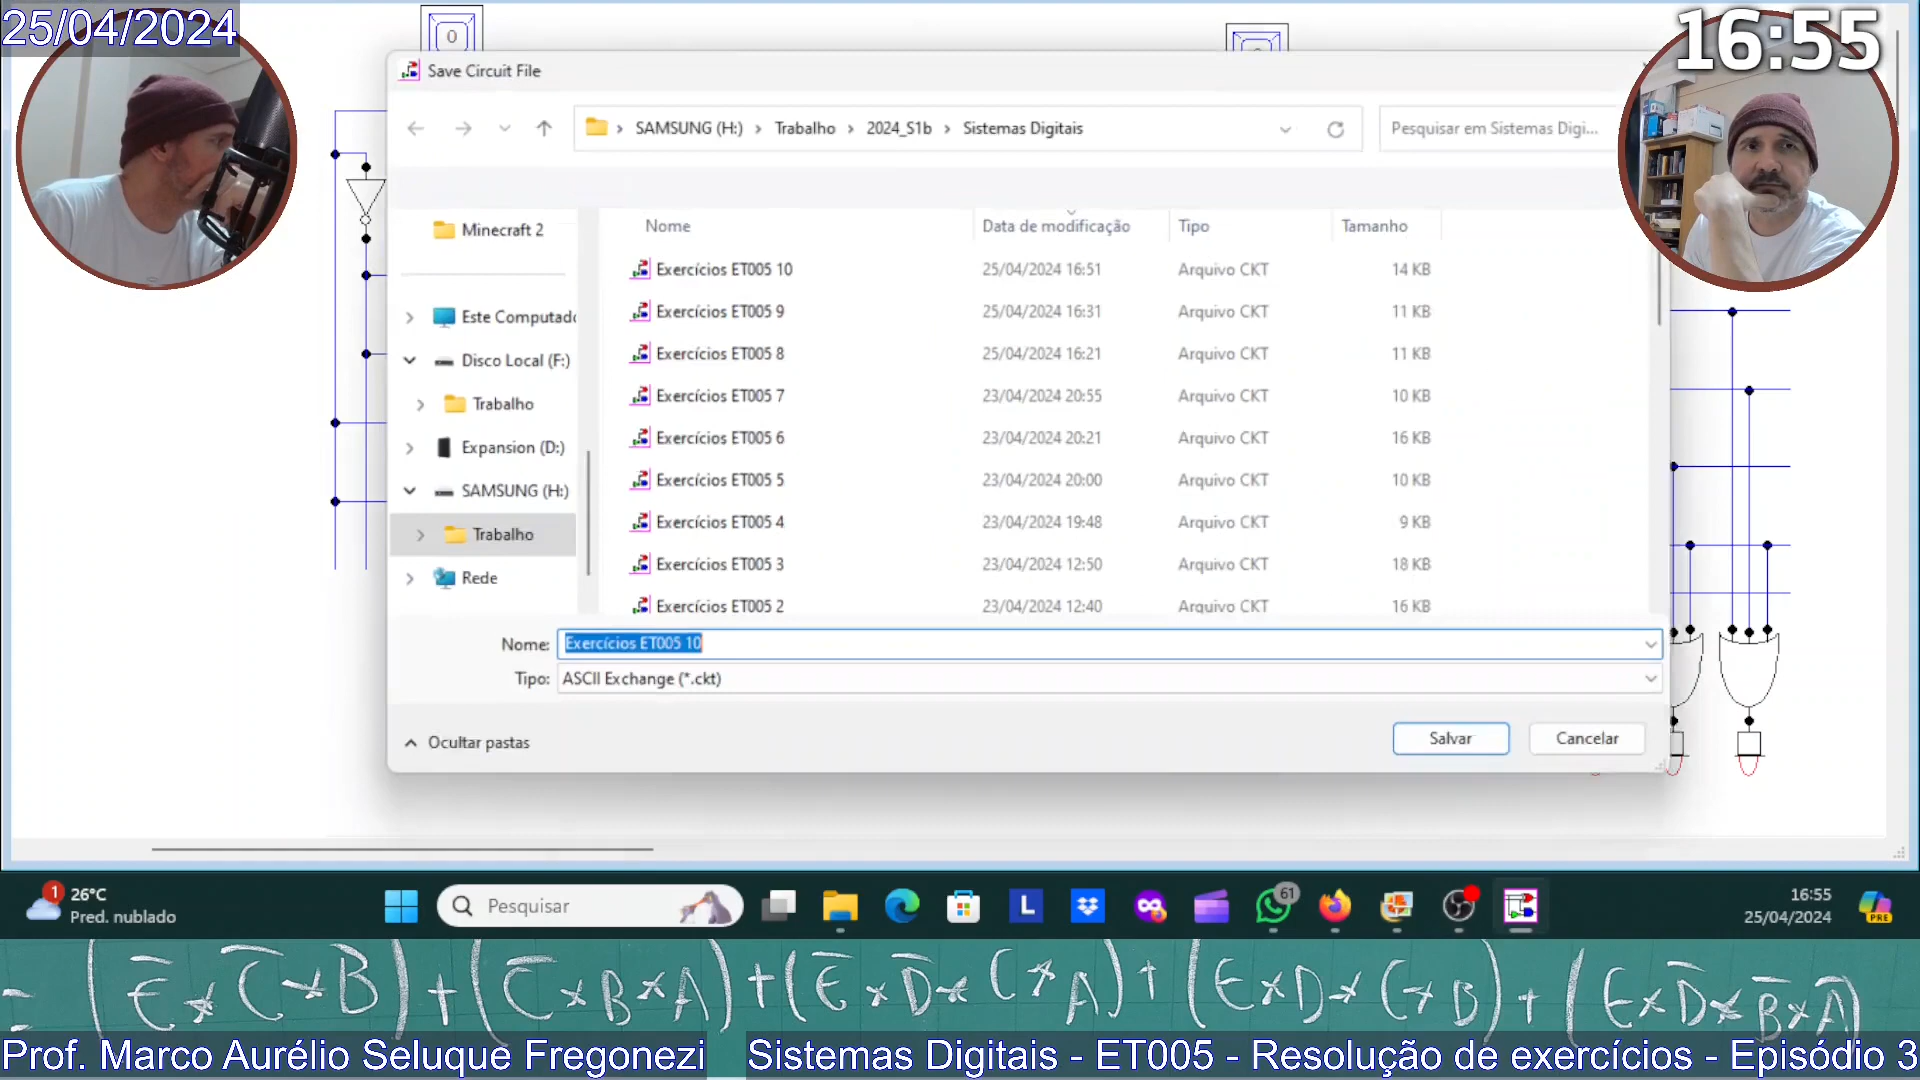 25/04/2024
16:55
0
Save Circuit File
SAMSUNG (H:) > Trabalho > 2024_S1b > Sistemas Digitais
Pesquisar em Sistemas Digi...
Minecraft 2
Este Computado
Disco Local (F:)
Trabalho
Expansion (D:)
SAMSUNG (H:)
Trabalho
Rede
Nome Data de modificação Tipo Tamanho
Exercícios ET005 10 25/04/2024 16:51 Arquivo CKT 14 KB
Exercícios ET005 9 25/04/2024 16:31 Arquivo CKT 11 KB
Exercícios ET005 8 25/04/2024 16:21 Arquivo CKT 11 KB
Exercícios ET005 7 23/04/2024 20:55 Arquivo CKT 10 KB
Exercícios ET005 6 23/04/2024 20:21 Arquivo CKT 16 KB
Exercícios ET005 5 23/04/2024 20:00 Arquivo CKT 10 KB
Exercícios ET005 4 23/04/2024 19:48 Arquivo CKT 9 KB
Exercícios ET005 3 23/04/2024 12:50 Arquivo CKT 18 KB
Exercícios ET005 2 23/04/2024 12:40 Arquivo CKT 16 KB
Nome: Exercícios ET005 10
Tipo: ASCII Exchange (*.ckt)
Ocultar pastas
Salvar
Cancelar
1
26°C
Pred. nublado
Pesquisar
L
61
16:55
25/04/2024
PRE
= (E̅ * C̅ * B) + (C̅ * B * A) + (E̅ * D̅ * C * A) + (E * D * C * B) + (E * D̅ * B̅ * A̅)
Prof. Marco Aurélio Seluque Fregonezi
Sistemas Digitais - ET005 - Resolução de exercícios - Episódio 3